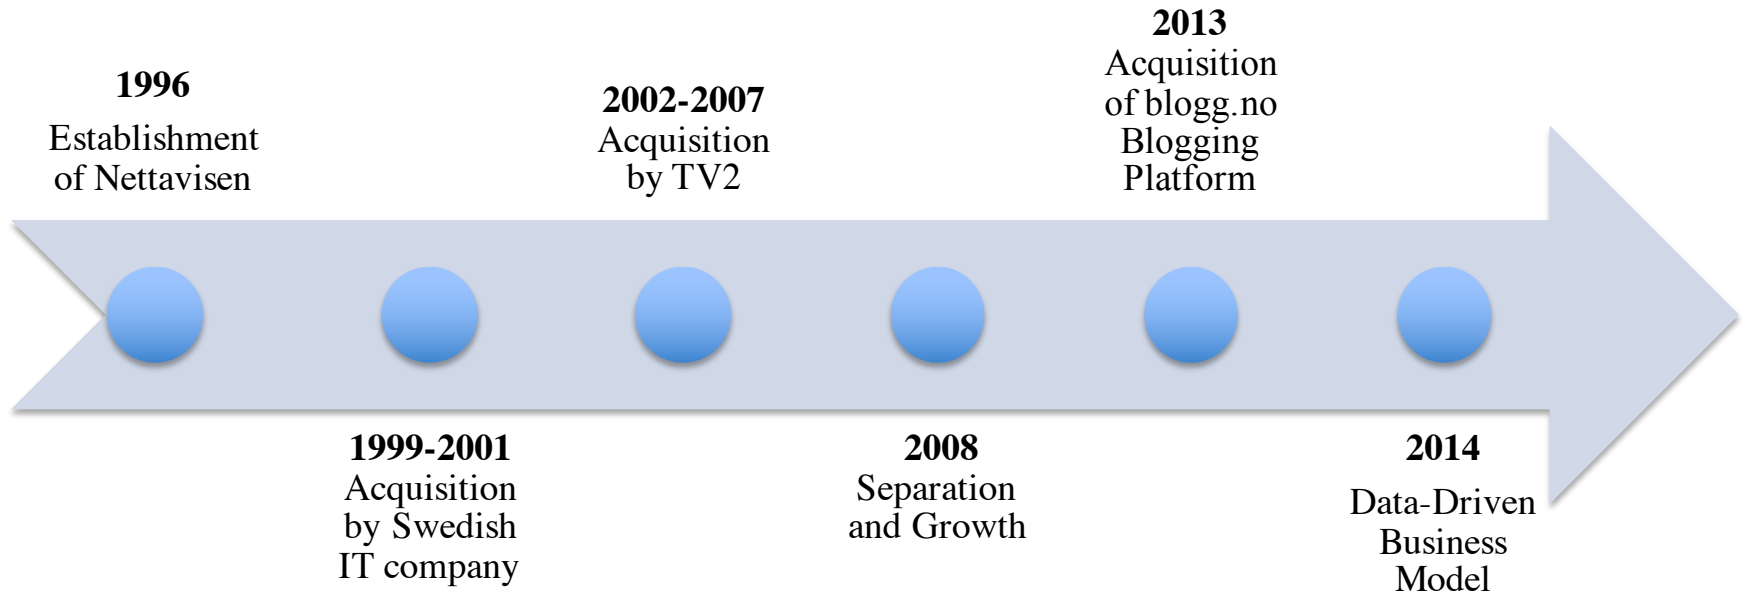 1996
Establishment
of Nettavisen
1999-2001
Acquisition
by Swedish
IT company
2002-2007
Acquisition
by TV2
2008
Separation
and Growth
2013
Acquisition
of blogg.no
Blogging
Platform
2014
Data-Driven
Business
Model